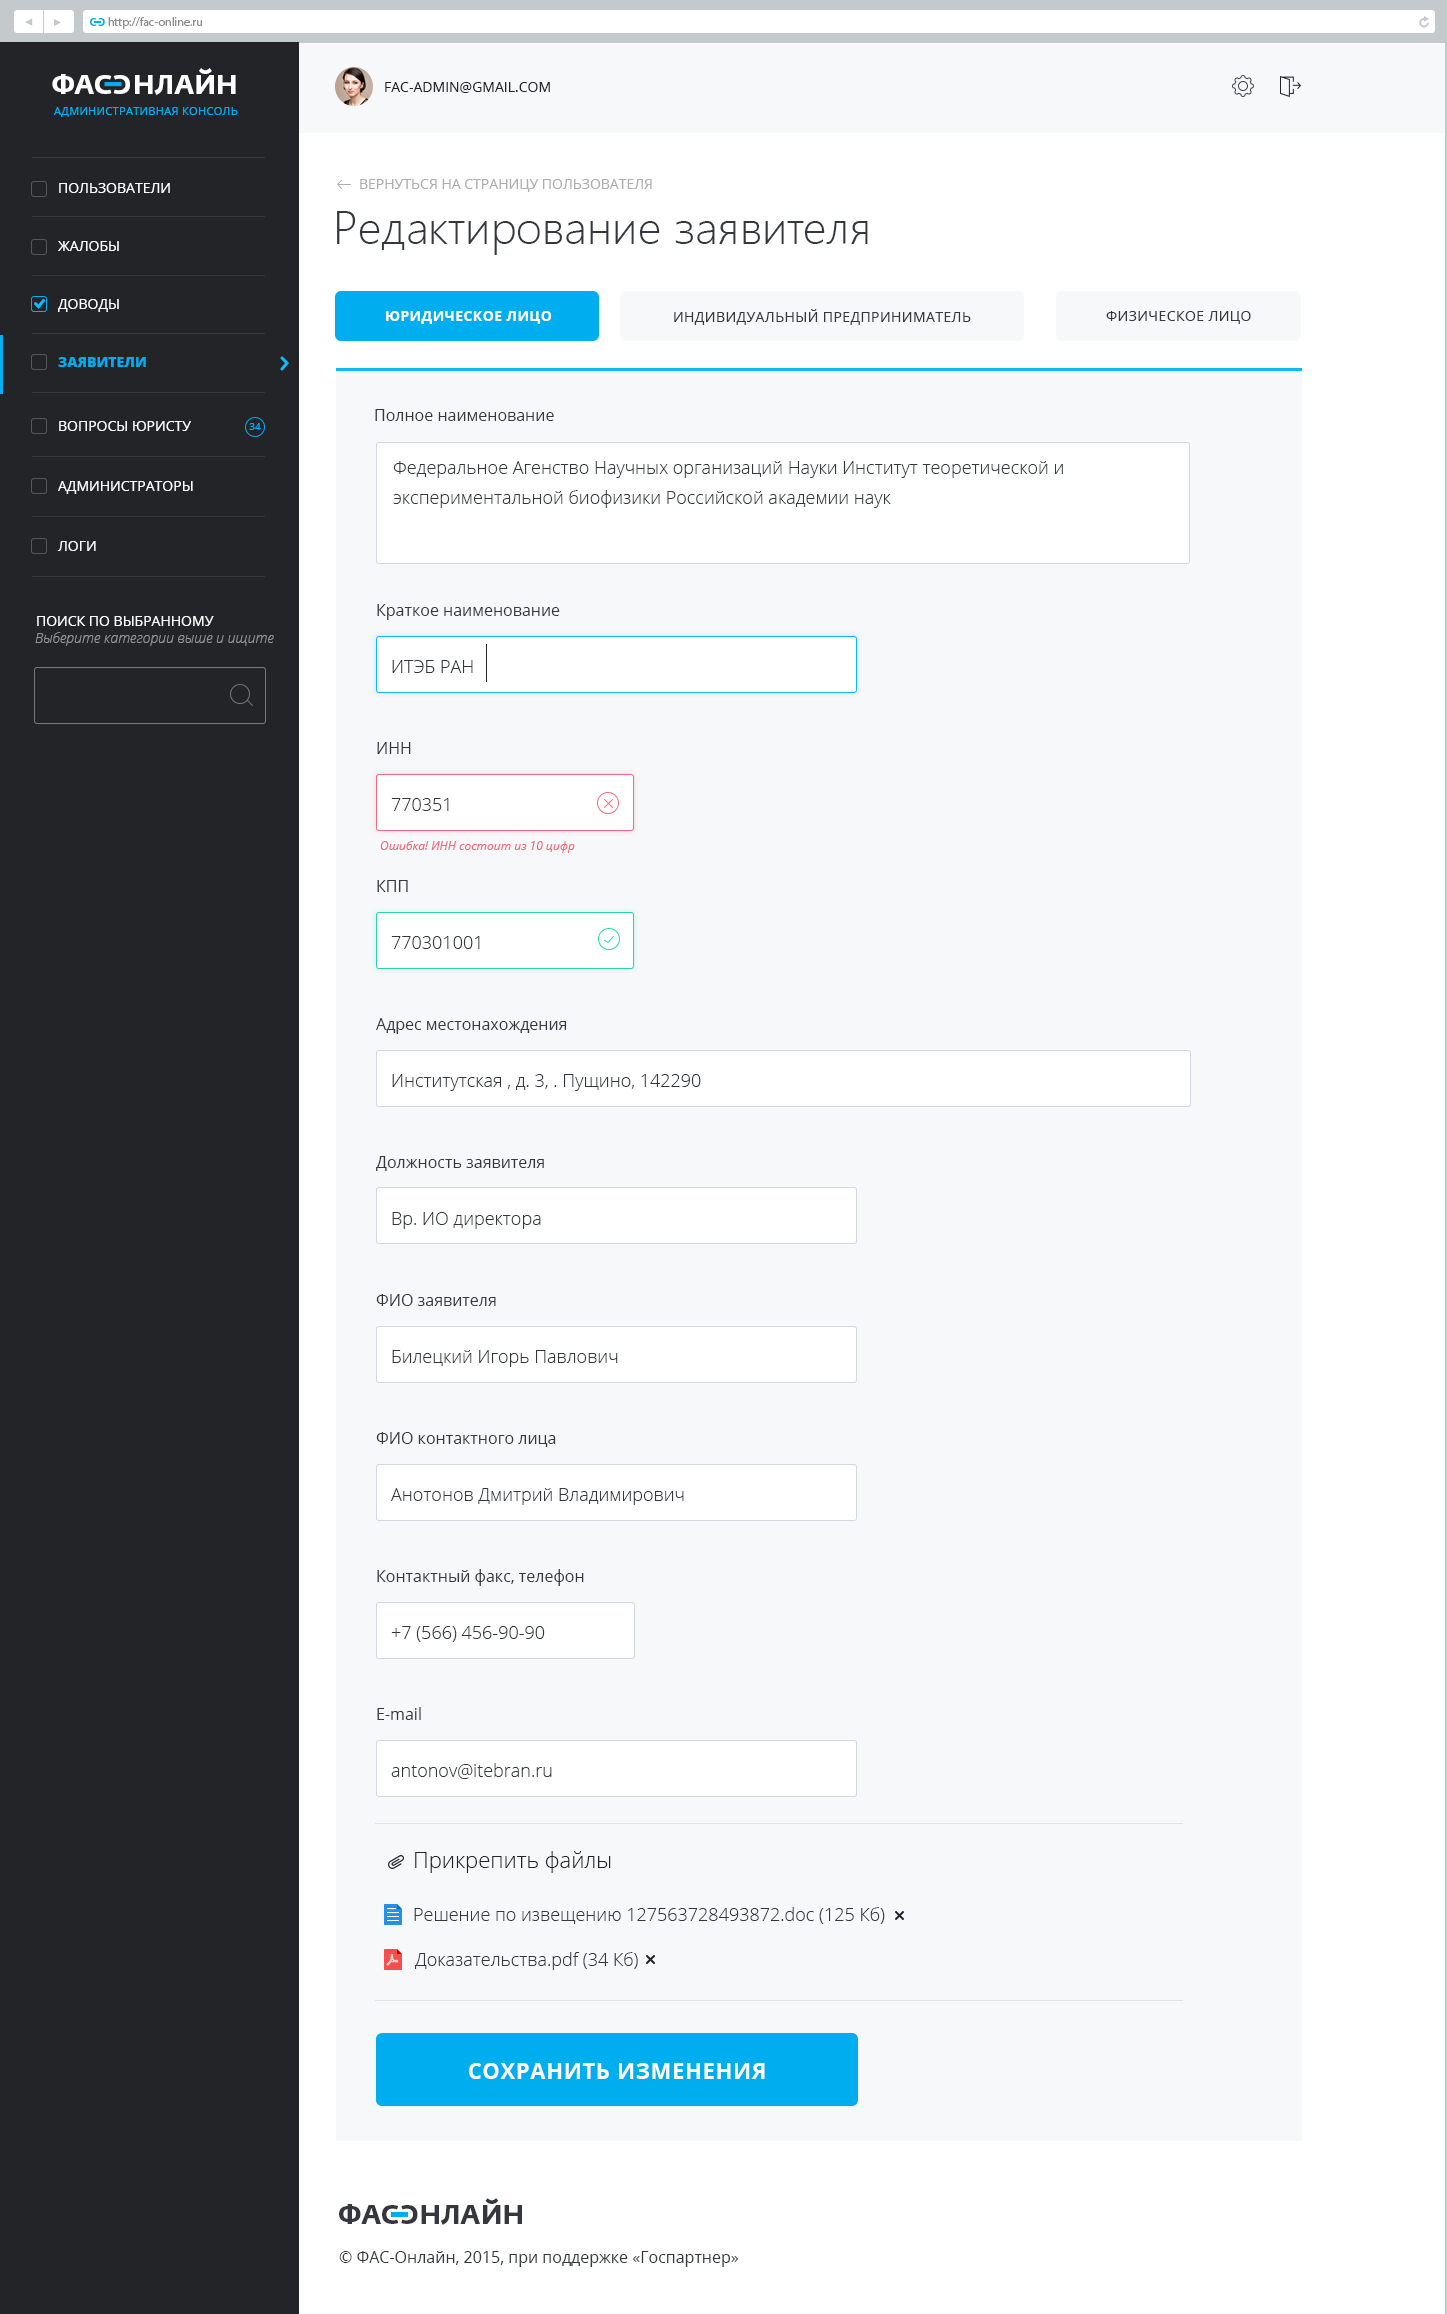 http://fac-online.ru
ФАС ОНЛАЙН
АДМИНИСТРАТИВНАЯ КОНСОЛЬ
ПОЛЬЗОВАТЕЛИ
ЖАЛОБЫ
ДОВОДЫ
ЗАЯВИТЕЛИ
ВОПРОСЫ ЮРИСТУ
34
АДМИНИСТРАТОРЫ
ЛОГИ
ПОИСК ПО ВЫБРАННОМУ
Выберите категории выше и ищите
FAC-ADMIN@GMAIL.COM
ВЕРНУТЬСЯ НА СТРАНИЦУ ПОЛЬЗОВАТЕЛЯ
Редактирование заявителя
ЮРИДИЧЕСКОЕ ЛИЦО
ИНДИВИДУАЛЬНЫЙ ПРЕДПРИНИМАТЕЛЬ
ФИЗИЧЕСКОЕ ЛИЦО
Полное наименование
Федеральное Агенство Научных организаций Науки Институт теоретической и
экспериментальной биофизики Российской академии наук
Краткое наименование
ИТЭБ РАН
ИНН
770351
Ошибка! ИНН состоит из 10 цифр
КПП
770301001
Адрес местонахождения
Институтская , д. 3, . Пущино, 142290
Должность заявителя
Вр. ИО директора
ФИО заявителя
Билецкий Игорь Павлович
ФИО контактного лица
Анотонов Дмитрий Владимирович
Контактный факс, телефон
+7 (566) 456-90-90
E-mail
antonov@itebran.ru
Прикрепить файлы
Решение по извещению 127563728493872.doc (125 Кб)
Доказательства.pdf (34 Кб)
СОХРАНИТЬ ИЗМЕНЕНИЯ
ФАС ОНЛАЙН
© ФАС-Онлайн, 2015, при поддержке «Госпартнер»